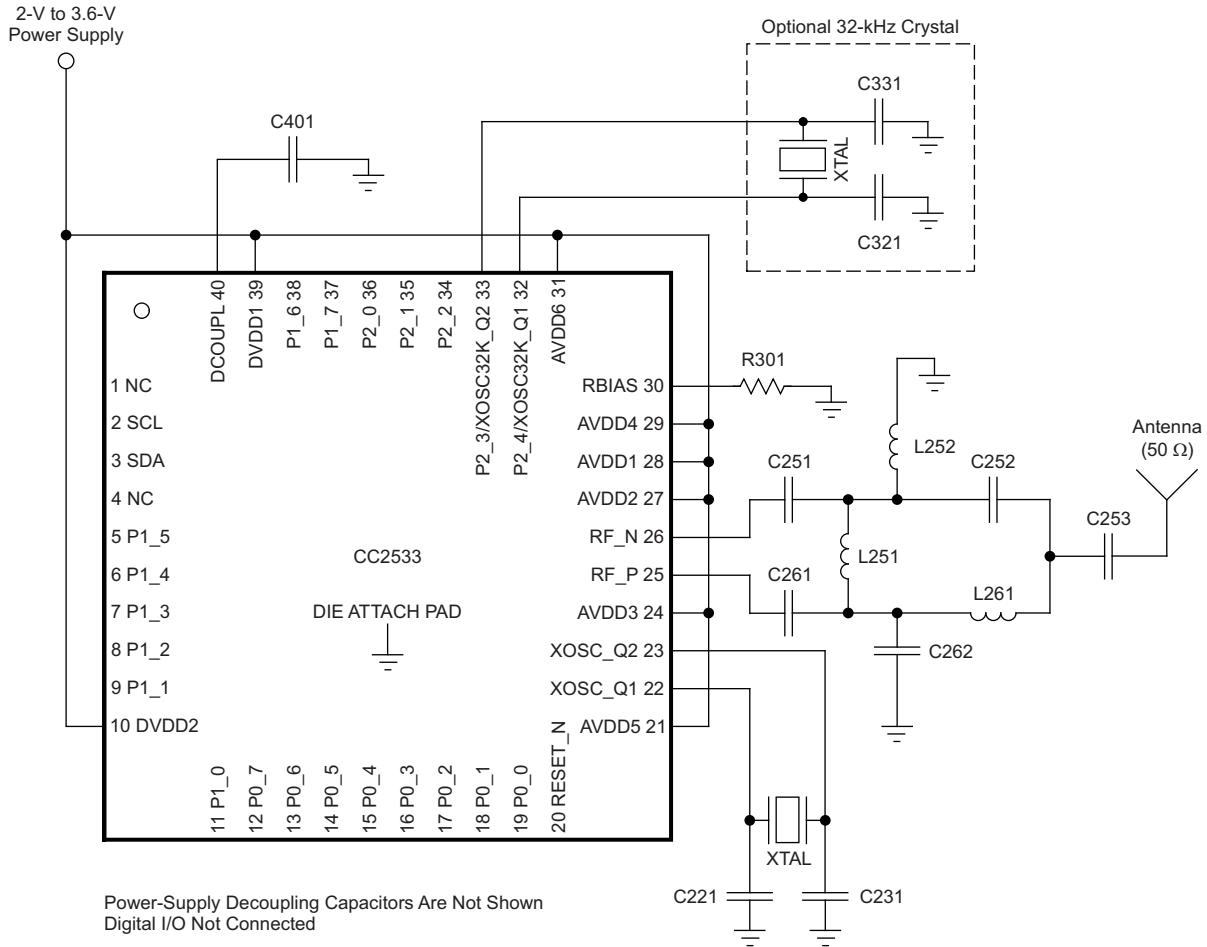 2-V to 3.6-V
Power Supply
Optional 32-kHz Crystal
C331
XTAL
C321
C401
DCOUPL 40
DVDD1 39
P1_6 38
P1_7 37
P2_0 36
P2_1 35
P2_2 34
P2_3/XOSC32K_Q2 33
P2_4/XOSC32K_Q1 32
AVDD6 31
1 NC
2 SCL
3 SDA
4 NC
5 P1_5
6 P1_4
7 P1_3
8 P1_2
9 P1_1
10 DVDD2
CC2533
DIE ATTACH PAD
RBIAS 30
AVDD4 29
AVDD1 28
AVDD2 27
RF_N 26
RF_P 25
AVDD3 24
XOSC_Q2 23
XOSC_Q1 22
AVDD5 21
11 P1_0
12 P0_7
13 P0_6
14 P0_5
15 P0_4
16 P0_3
17 P0_2
18 P0_1
19 P0_0
20 RESET_N
R301
L252
Antenna
(50 Ω)
C251
C252
C253
L251
C261
L261
C262
XTAL
C221
C231
Power-Supply Decoupling Capacitors Are Not Shown
Digital I/O Not Connected